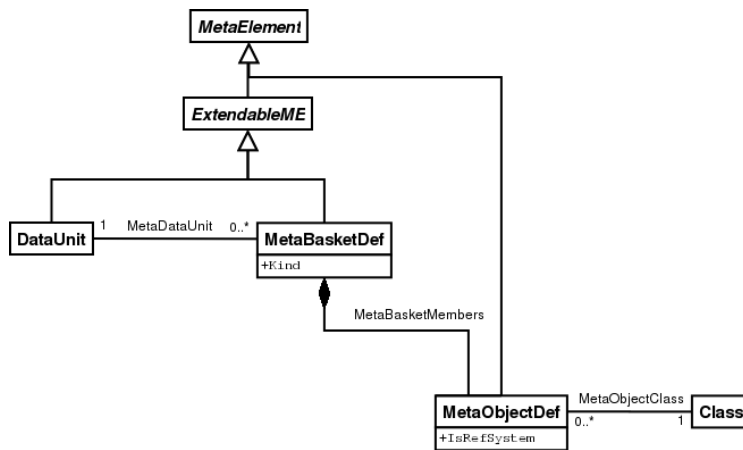 MetaElement
ExtendableME
DataUnit
1
MetaDataUnit
0..*
MetaBasketDef
+Kind
MetaBasketMembers
MetaObjectDef
+IsRefSystem
MetaObjectClass
0..*
1
Class